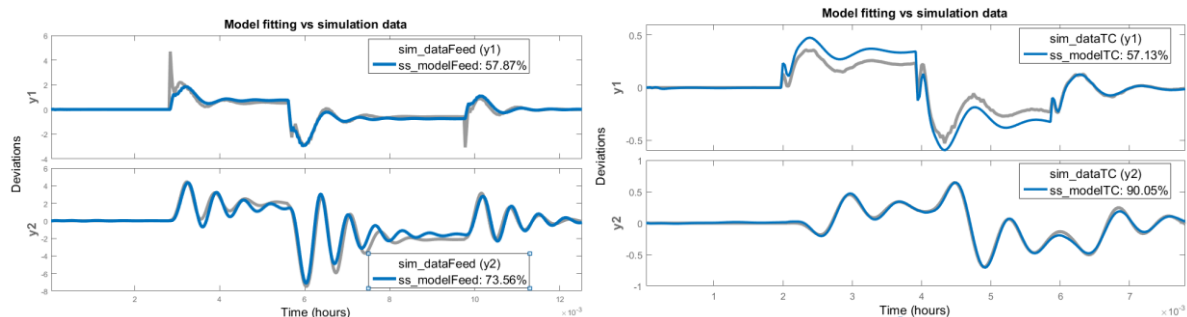 Model fitting vs simulation data
6
4
2
0
-2
-4
y1
sim_dataFeed (y1)
ss_modelFeed: 57.87%
Deviations
6
4
2
0
-2
-4
-6
-8
y2
sim_dataFeed (y2)
ss_modelFeed: 73.56%
2
4
6
8
10
12
Time (hours)
× 10⁻³
Model fitting vs simulation data
0.5
0
-0.5
y1
sim_dataTC (y1)
ss_modelTC: 57.13%
Deviations
1
0.5
0
-0.5
-1
y2
sim_dataTC (y2)
ss_modelTC: 90.05%
1
2
3
4
5
6
7
Time (hours)
× 10⁻³